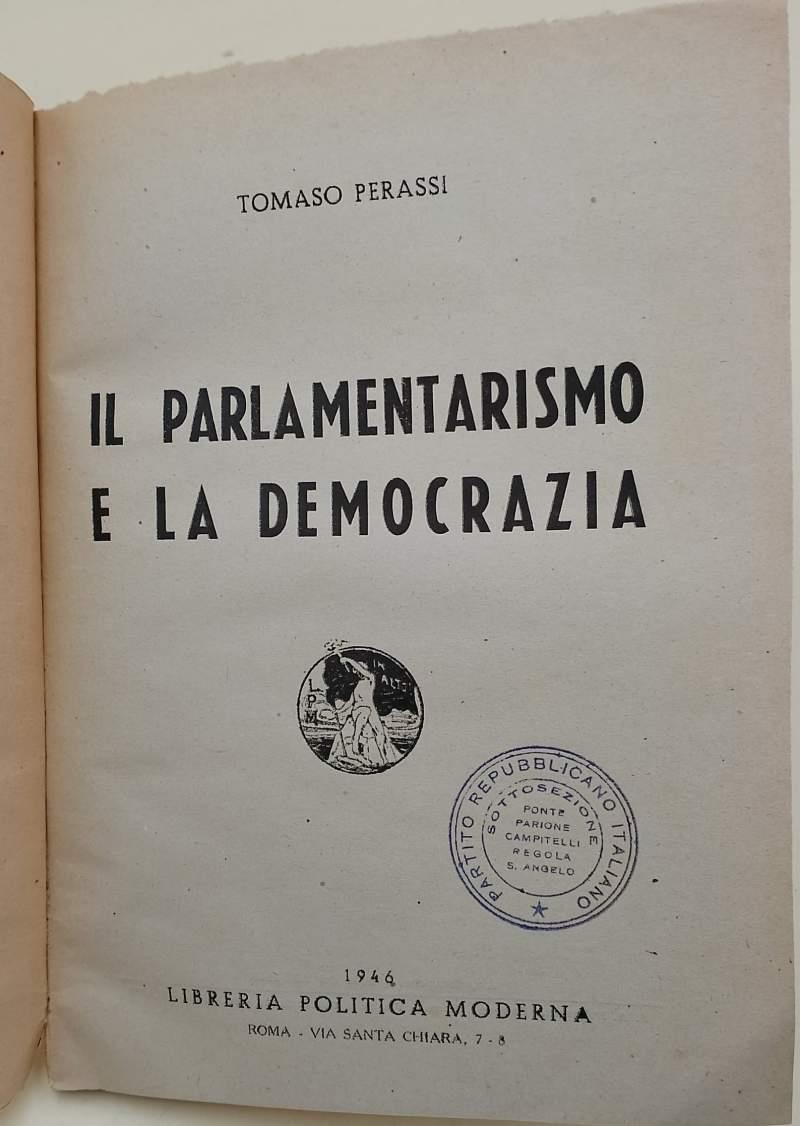 TOMASO PERASSI
IL PARLAMENTARISMO
E LA DEMOCRAZIA
IN
ALTO
LPM
PARTITO REPUBBLICANO ITALIANO
SOTTOSEZIONE
PONTE
PARIONE
CAMPITELLI
REGOLA
S. ANGELO
1946
LIBRERIA POLITICA MODERNA
ROMA - VIA SANTA CHIARA, 7 - 8